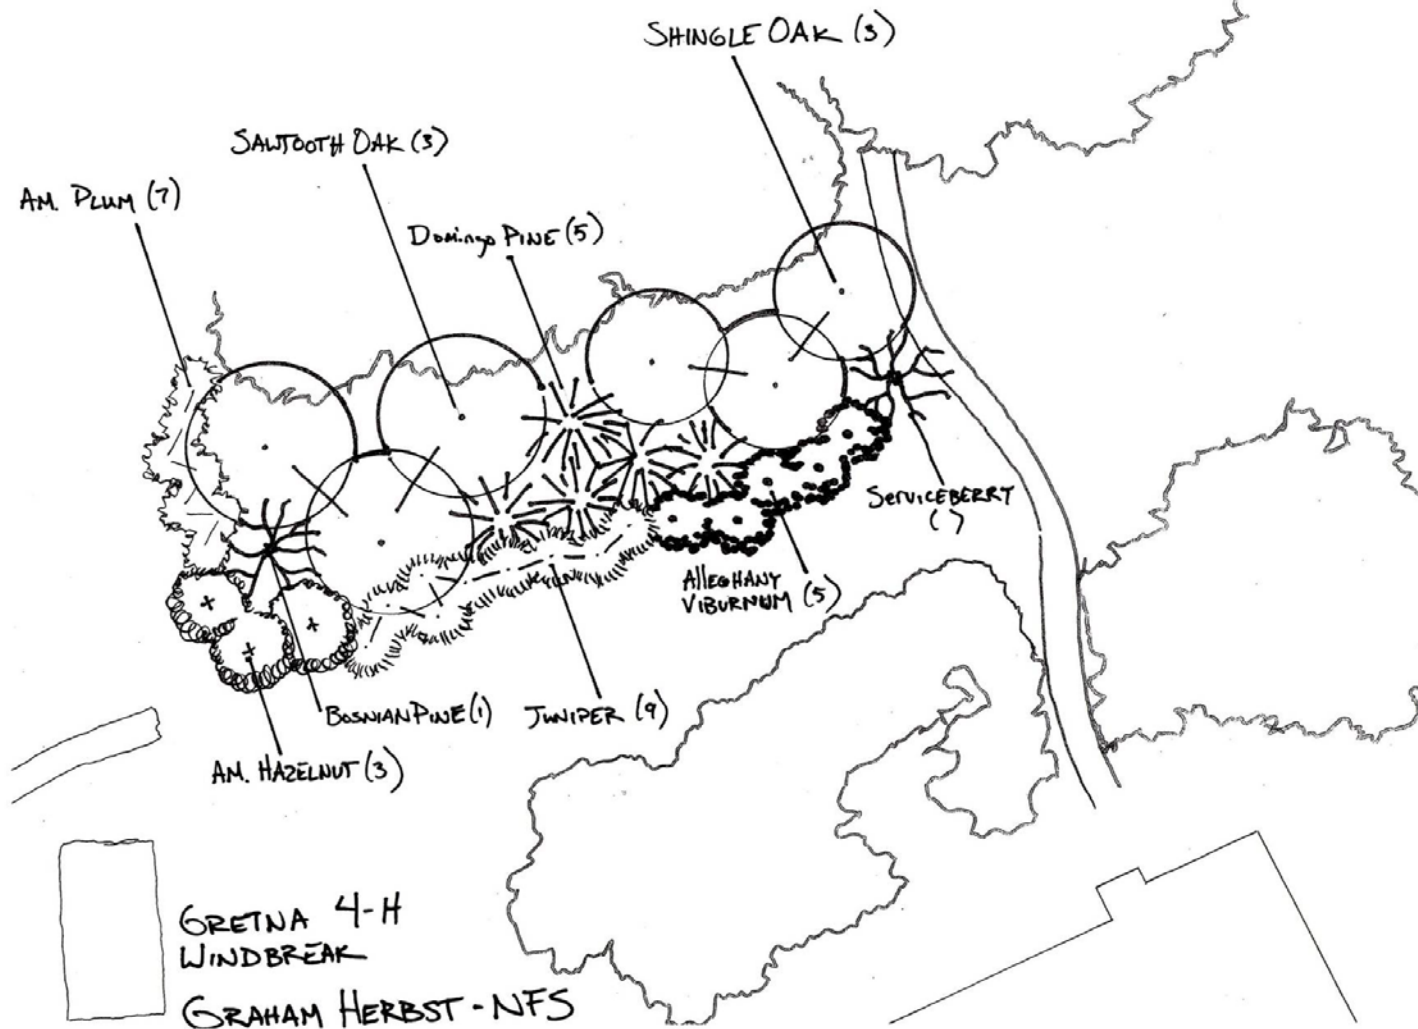 SHINGLE OAK (3)
SAWTOOTH OAK (3)
AM. PLUM (7)
Domingo PINE (5)
SERVICEBERRY
(1)
AllEGHANY
VIBURNUM (5)
BOSNIAN PINE (1)
JUNIPER (9)
AM. HAZELNUT (3)
GRETNA 4-H
WINDBREAK
GRAHAM HERBST - NFS